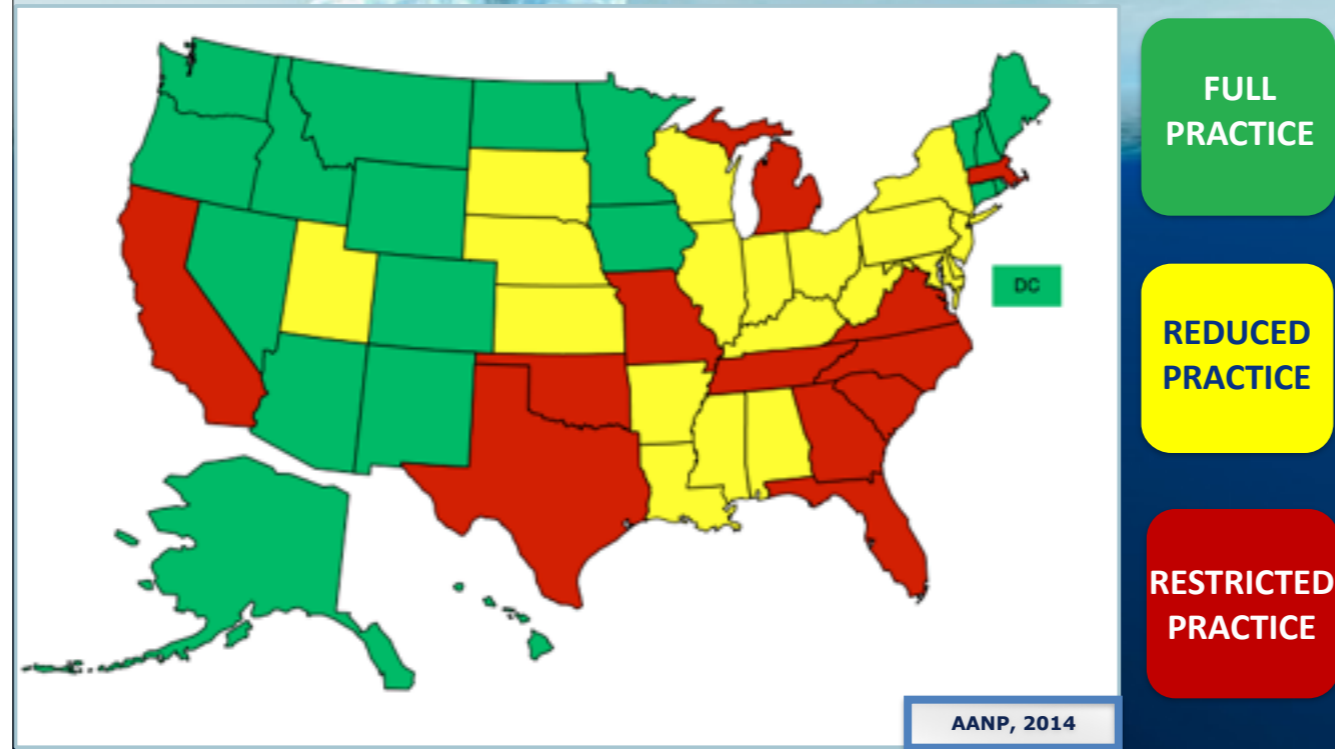 FULL
PRACTICE
DC
REDUCED
PRACTICE
RESTRICTED
PRACTICE
AANP, 2014